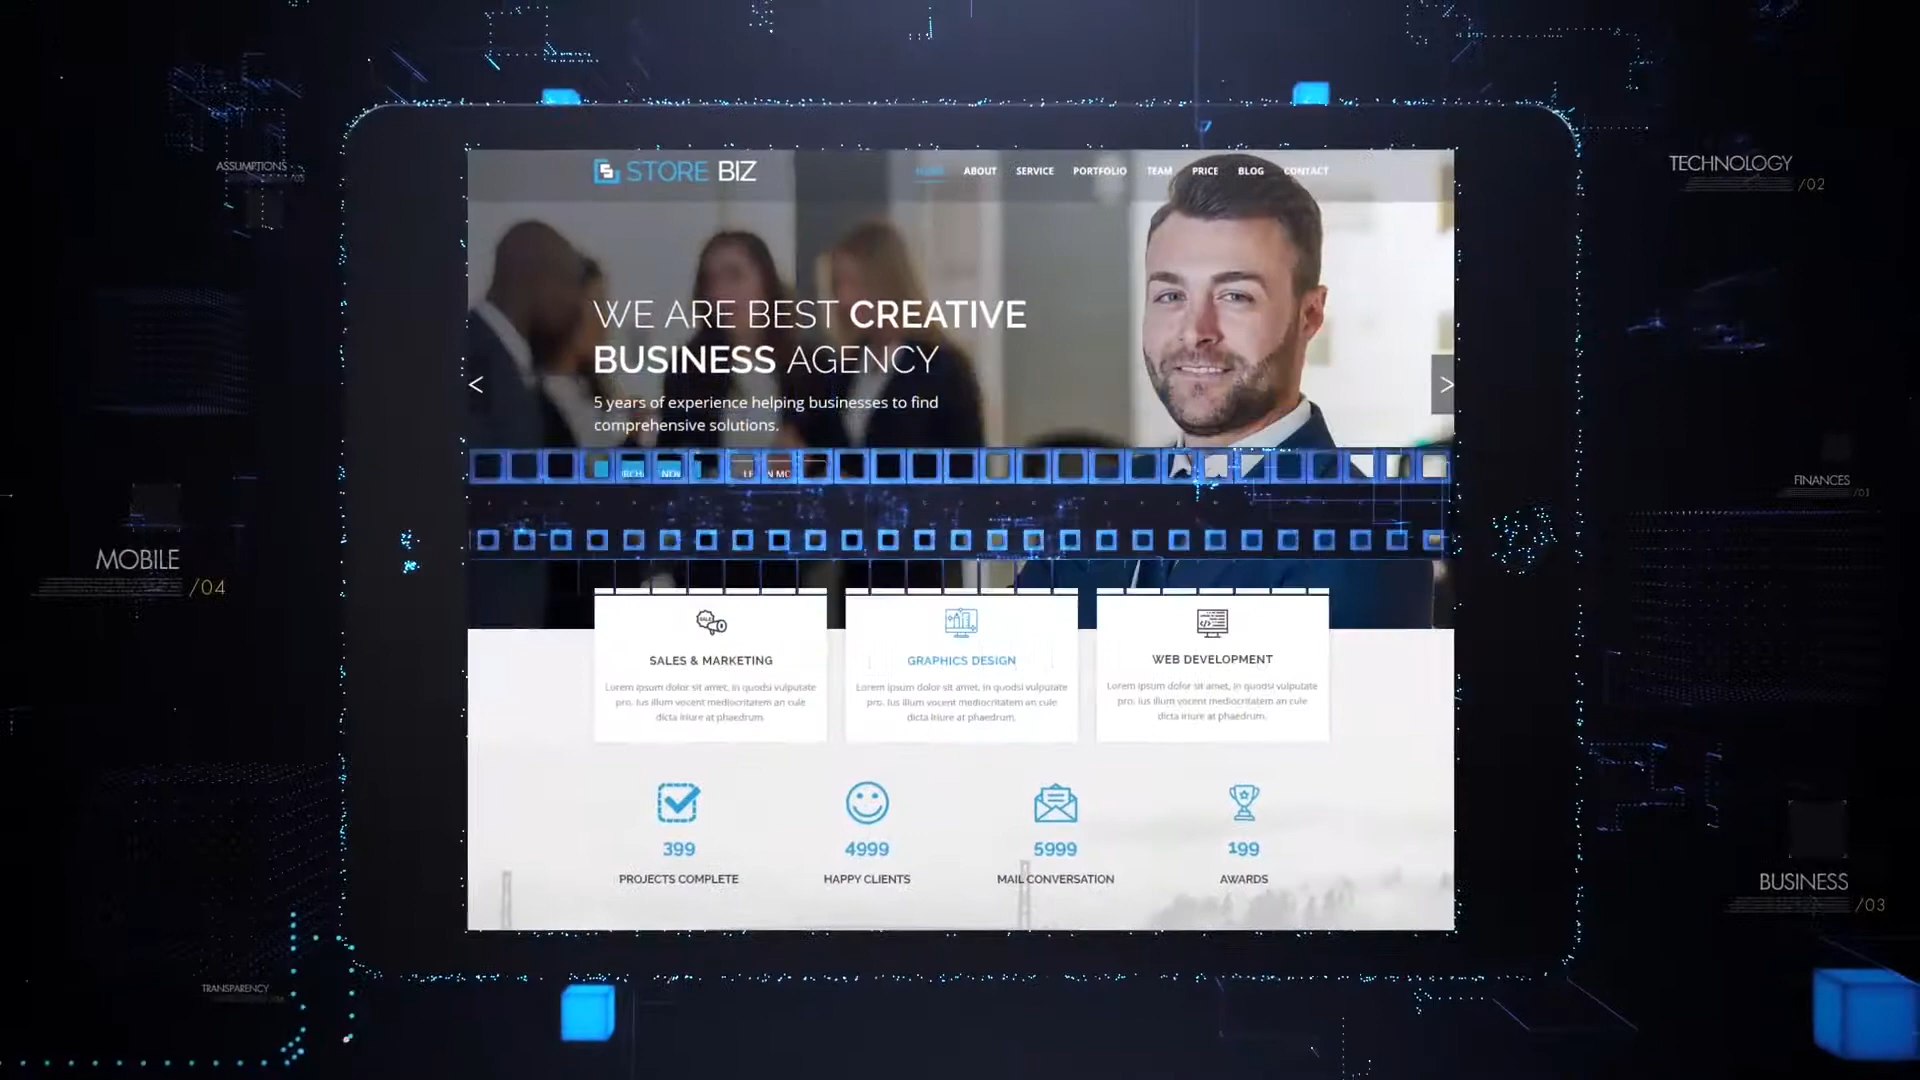 ASSUMPTIONS
TECHNOLOGY
/02
STORE BIZ
HOME ABOUT SERVICE PORTFOLIO TEAM PRICE BLOG CONTACT
WE ARE BEST CREATIVE
BUSINESS AGENCY
<
>
5 years of experience helping businesses to find
comprehensive solutions.
FINANCES
MOBILE
/04
SALES & MARKETING
Lorem ipsum dolor sit amet, in quodsi vulputate
pro. Ius illum vocent mediocritatem an cule
dicta iriure at phaedrum.
GRAPHICS DESIGN
Lorem ipsum dolor sit amet, in quodsi vulputate
pro. Ius illum vocent mediocritatem an cule
dicta iriure at phaedrum.
WEB DEVELOPMENT
Lorem ipsum dolor sit amet, in quodsi vulputate
pro. Ius illum vocent mediocritatem an cule
dicta iriure at phaedrum.
399
PROJECTS COMPLETE
4999
HAPPY CLIENTS
5999
MAIL CONVERSATION
199
AWARDS
BUSINESS
/03
TRANSPARENCY